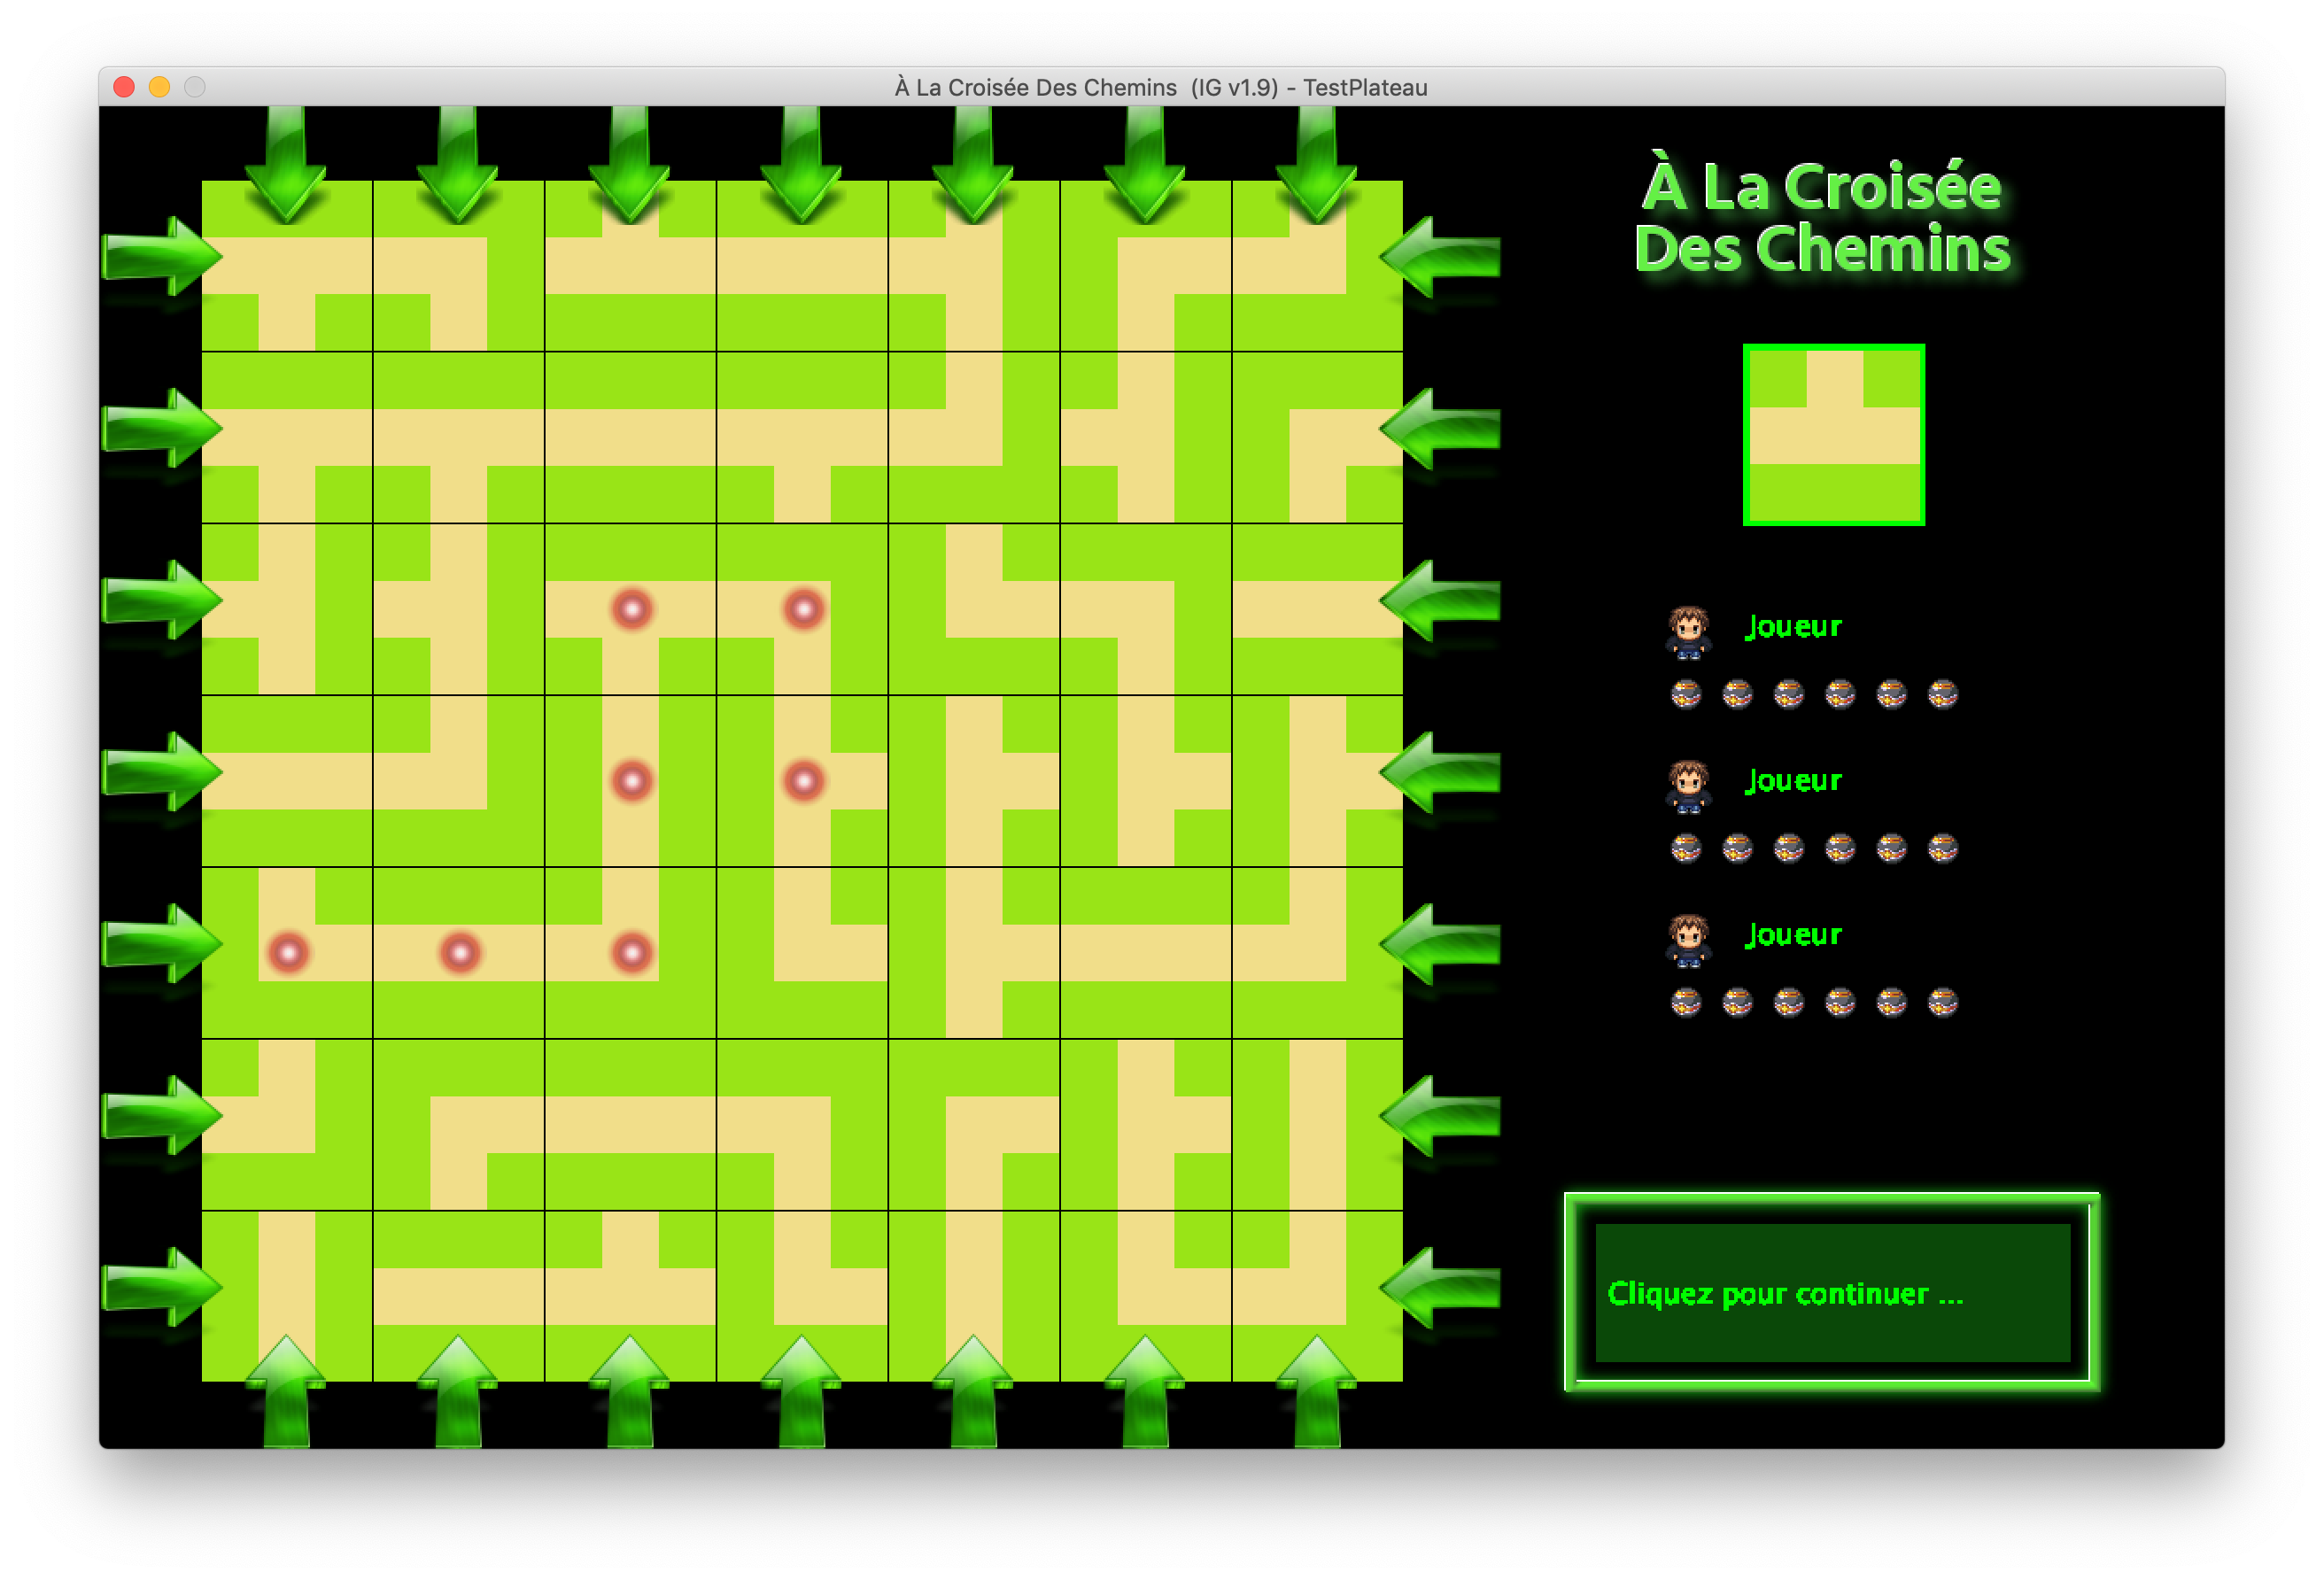 À La Croisée Des Chemins  (IG v1.9) - TestPlateau
À La Croisée
Des Chemins
Joueur
Joueur
Joueur
Cliquez pour continuer ...